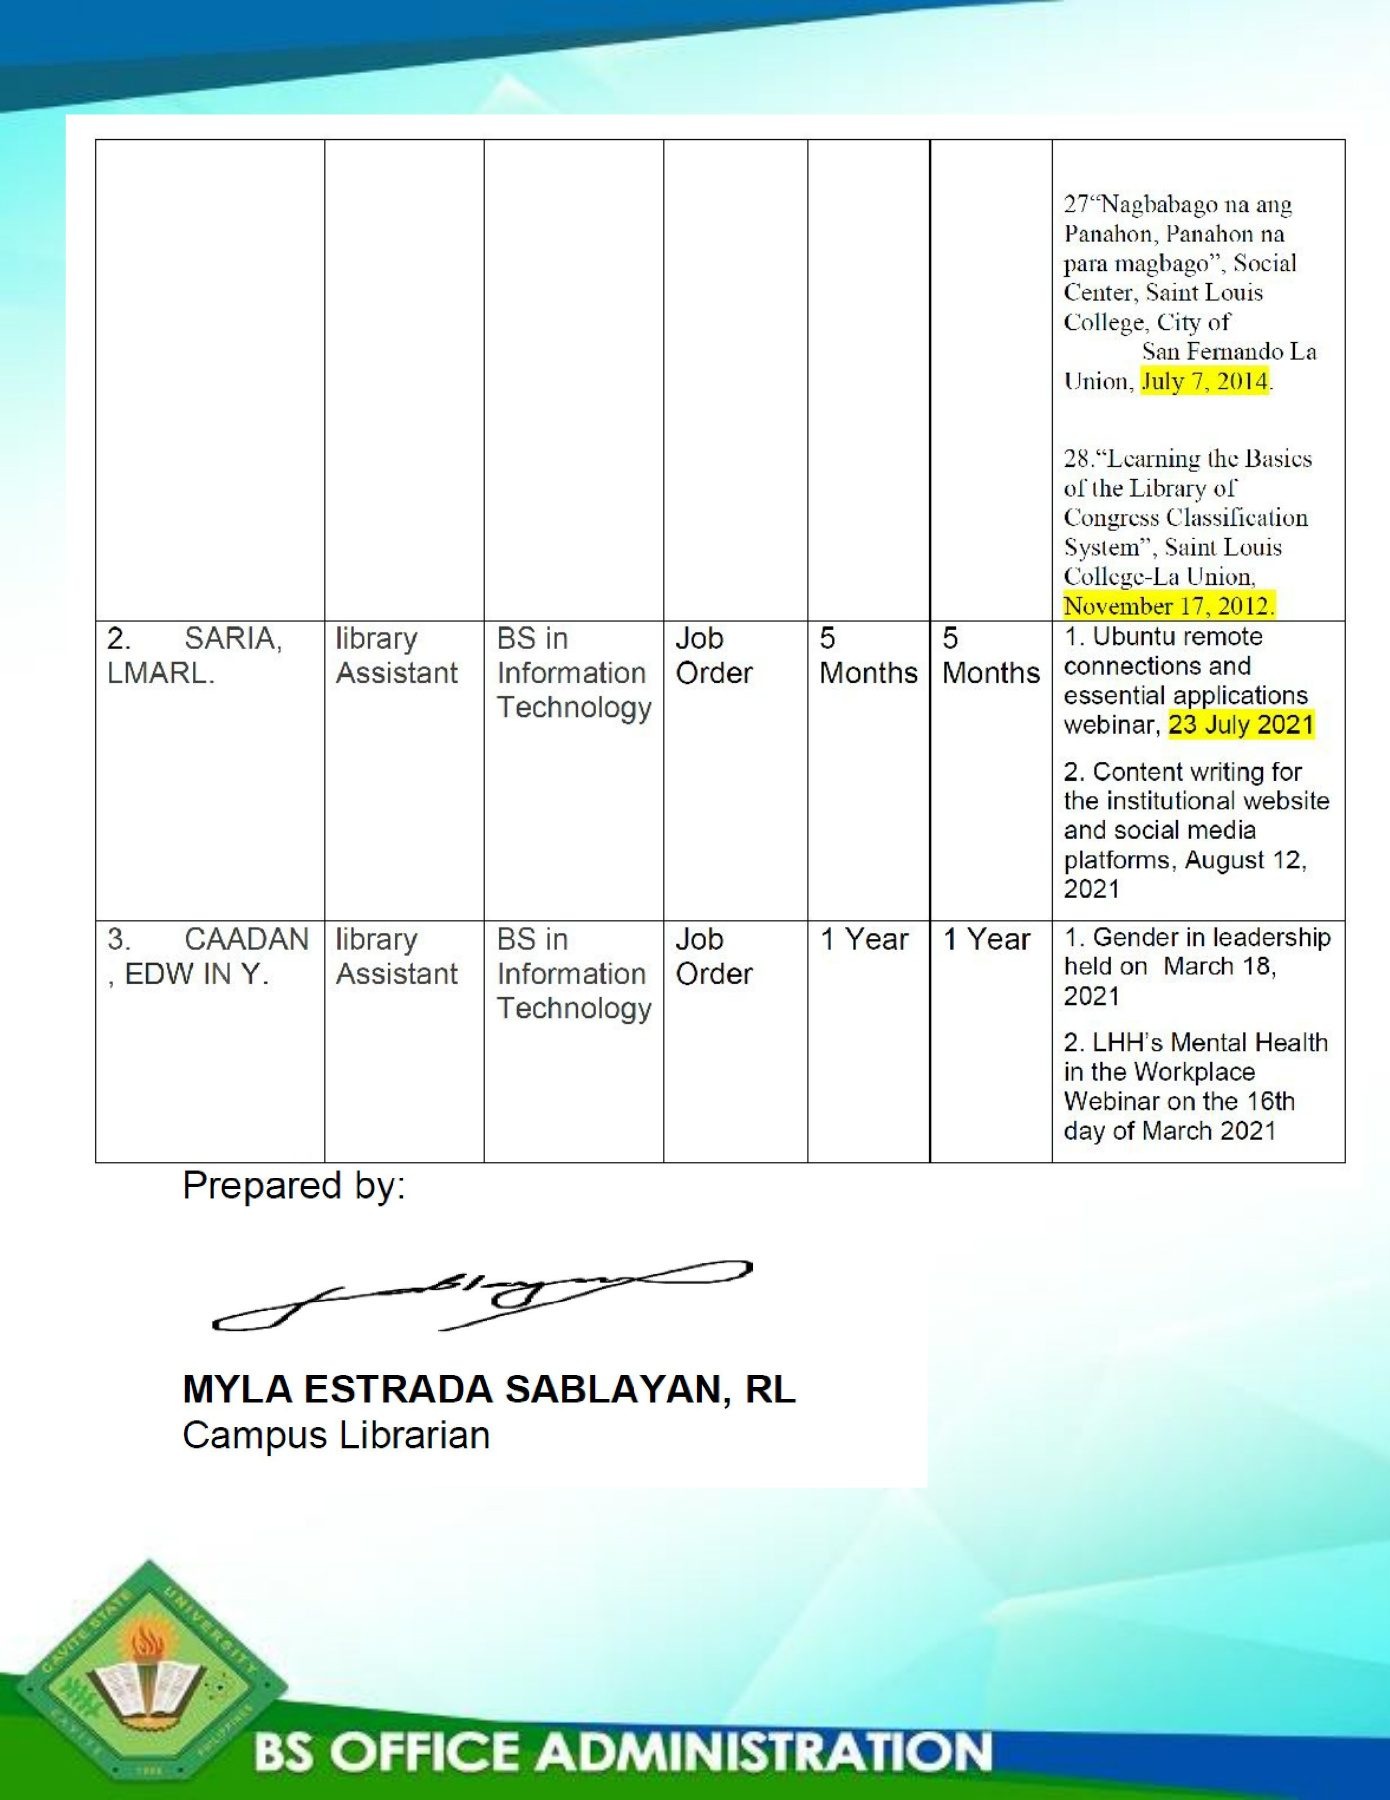 27“Nagbabago na ang
Panahon, Panahon na
para magbago”, Social
Center, Saint Louis
College, City of
San Fernando La
Union, July 7, 2014.
28.“Learning the Basics
of the Library of
Congress Classification
System”, Saint Louis
College-La Union,
November 17, 2012.
2. SARIA,
LMARL.
library
Assistant
BS in
Information
Technology
Job
Order
5
Months
5
Months
1. Ubuntu remote
connections and
essential applications
webinar, 23 July 2021
2. Content writing for
the institutional website
and social media
platforms, August 12,
2021
3. CAADAN
, EDW IN Y.
library
Assistant
BS in
Information
Technology
Job
Order
1 Year
1 Year
1. Gender in leadership
held on March 18,
2021
2. LHH’s Mental Health
in the Workplace
Webinar on the 16th
day of March 2021
Prepared by:
MYLA ESTRADA SABLAYAN, RL
Campus Librarian
CAVITE STATE UNIVERSITY
CAVITE PHILIPPINES
BS OFFICE ADMINISTRATION